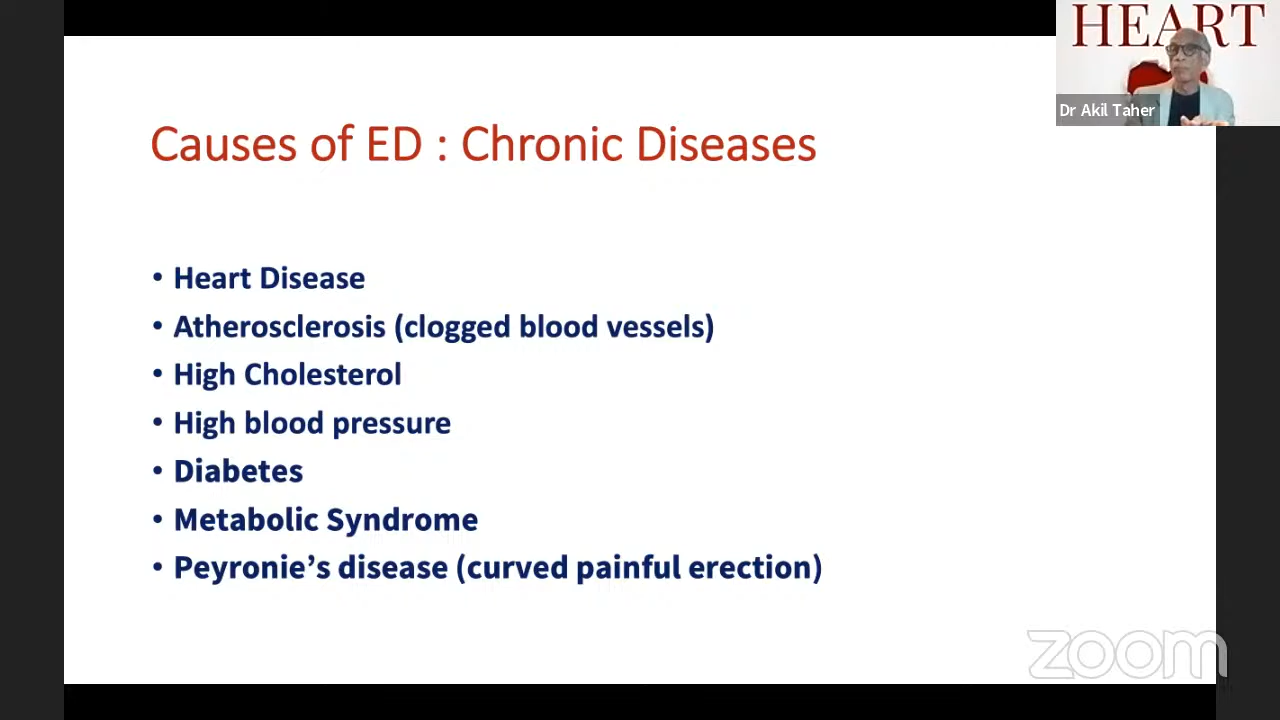 HEART
Dr Akil Taher
Causes of ED : Chronic Diseases
• Heart Disease
• Atherosclerosis (clogged blood vessels)
• High Cholesterol
• High blood pressure
• Diabetes
• Metabolic Syndrome
• Peyronie’s disease (curved painful erection)
zoom